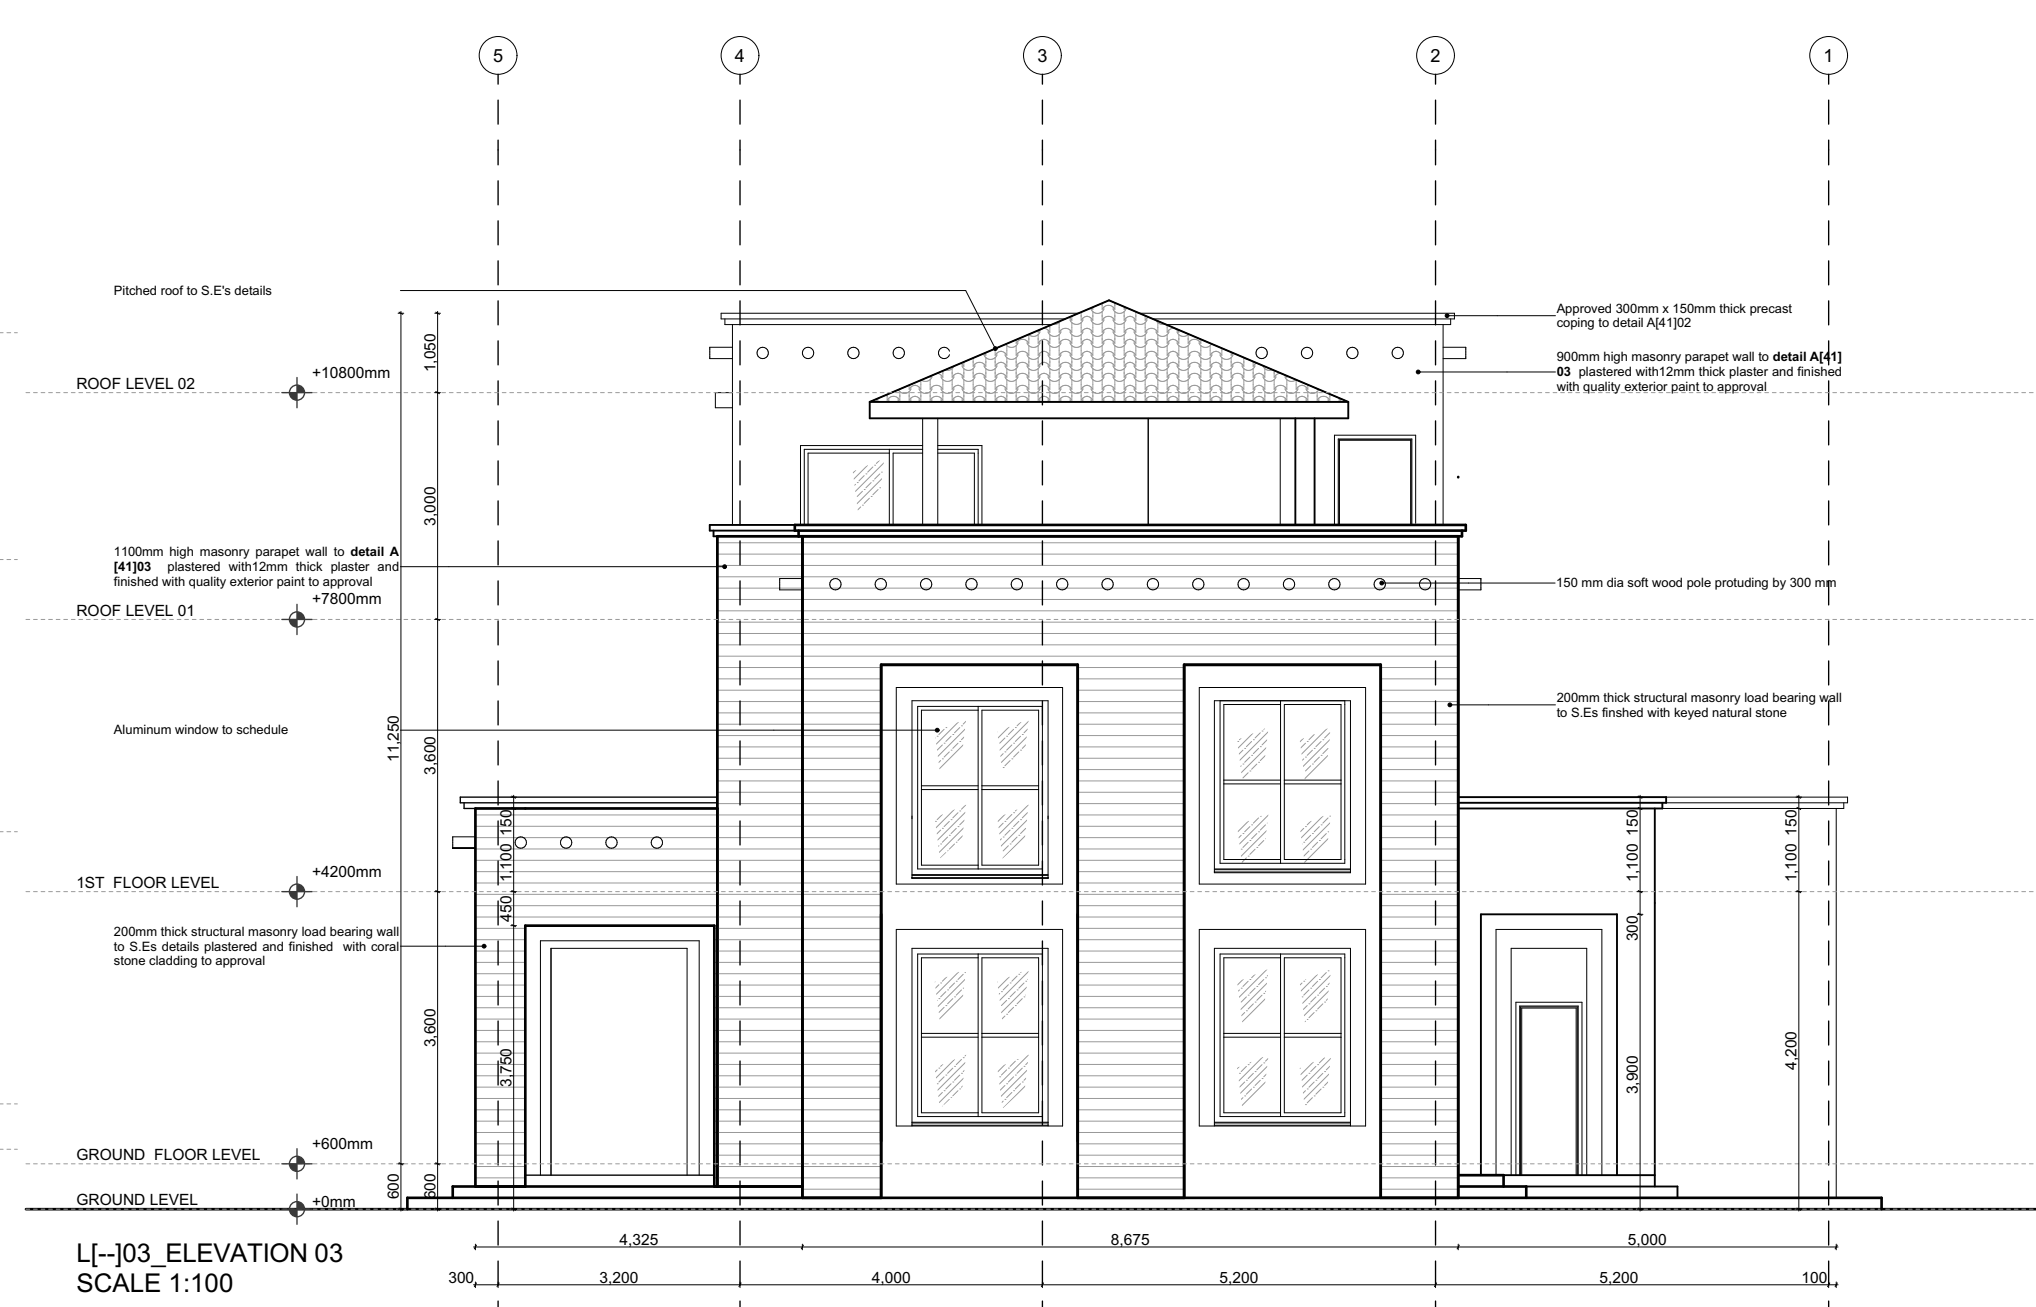 5
4
3
2
1
Pitched roof to S.E's details
Approved 300mm x 150mm thick precast
coping to detail A[41]02
900mm high masonry parapet wall to detail A[41]
03 plastered with12mm thick plaster and finished
with quality exterior paint to approval
1,050
ROOF LEVEL 02
+10800mm
3,000
1100mm high masonry parapet wall to detail A
[41]03 plastered with12mm thick plaster and
finished with quality exterior paint to approval
150 mm dia soft wood pole protuding by 300 mm
ROOF LEVEL 01
+7800mm
200mm thick structural masonry load bearing wall
to S.Es finshed with keyed natural stone
Aluminum window to schedule
11,250
3,600
150
1,100
450
3,750
150
1,100
300
3,900
150
1,100
4,200
1ST FLOOR LEVEL
+4200mm
200mm thick structural masonry load bearing wall
to S.Es details plastered and finished with coral
stone cladding to approval
3,600
GROUND FLOOR LEVEL
+600mm
600
600
GROUND LEVEL
+0mm
4,325
8,675
5,000
300
3,200
4,000
5,200
5,200
100
L[--]03_ELEVATION 03
SCALE 1:100